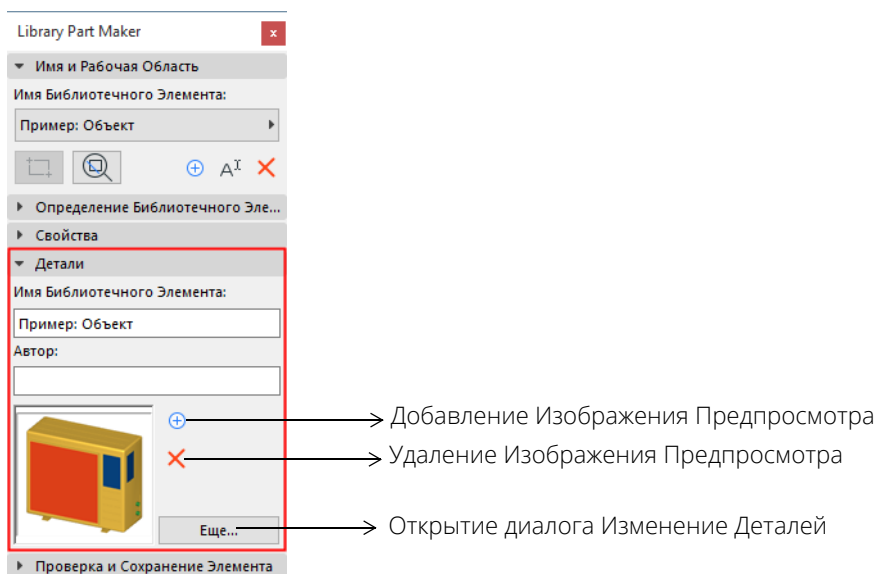 Library Part Maker
x
Имя и Рабочая Область
Имя Библиотечного Элемента:
Пример: Объект
A
Определение Библиотечного Эле...
Свойства
Детали
Имя Библиотечного Элемента:
Пример: Объект
Автор:
Добавление Изображения Предпросмотра
Удаление Изображения Предпросмотра
Еще...
Открытие диалога Изменение Деталей
Проверка и Сохранение Элемента